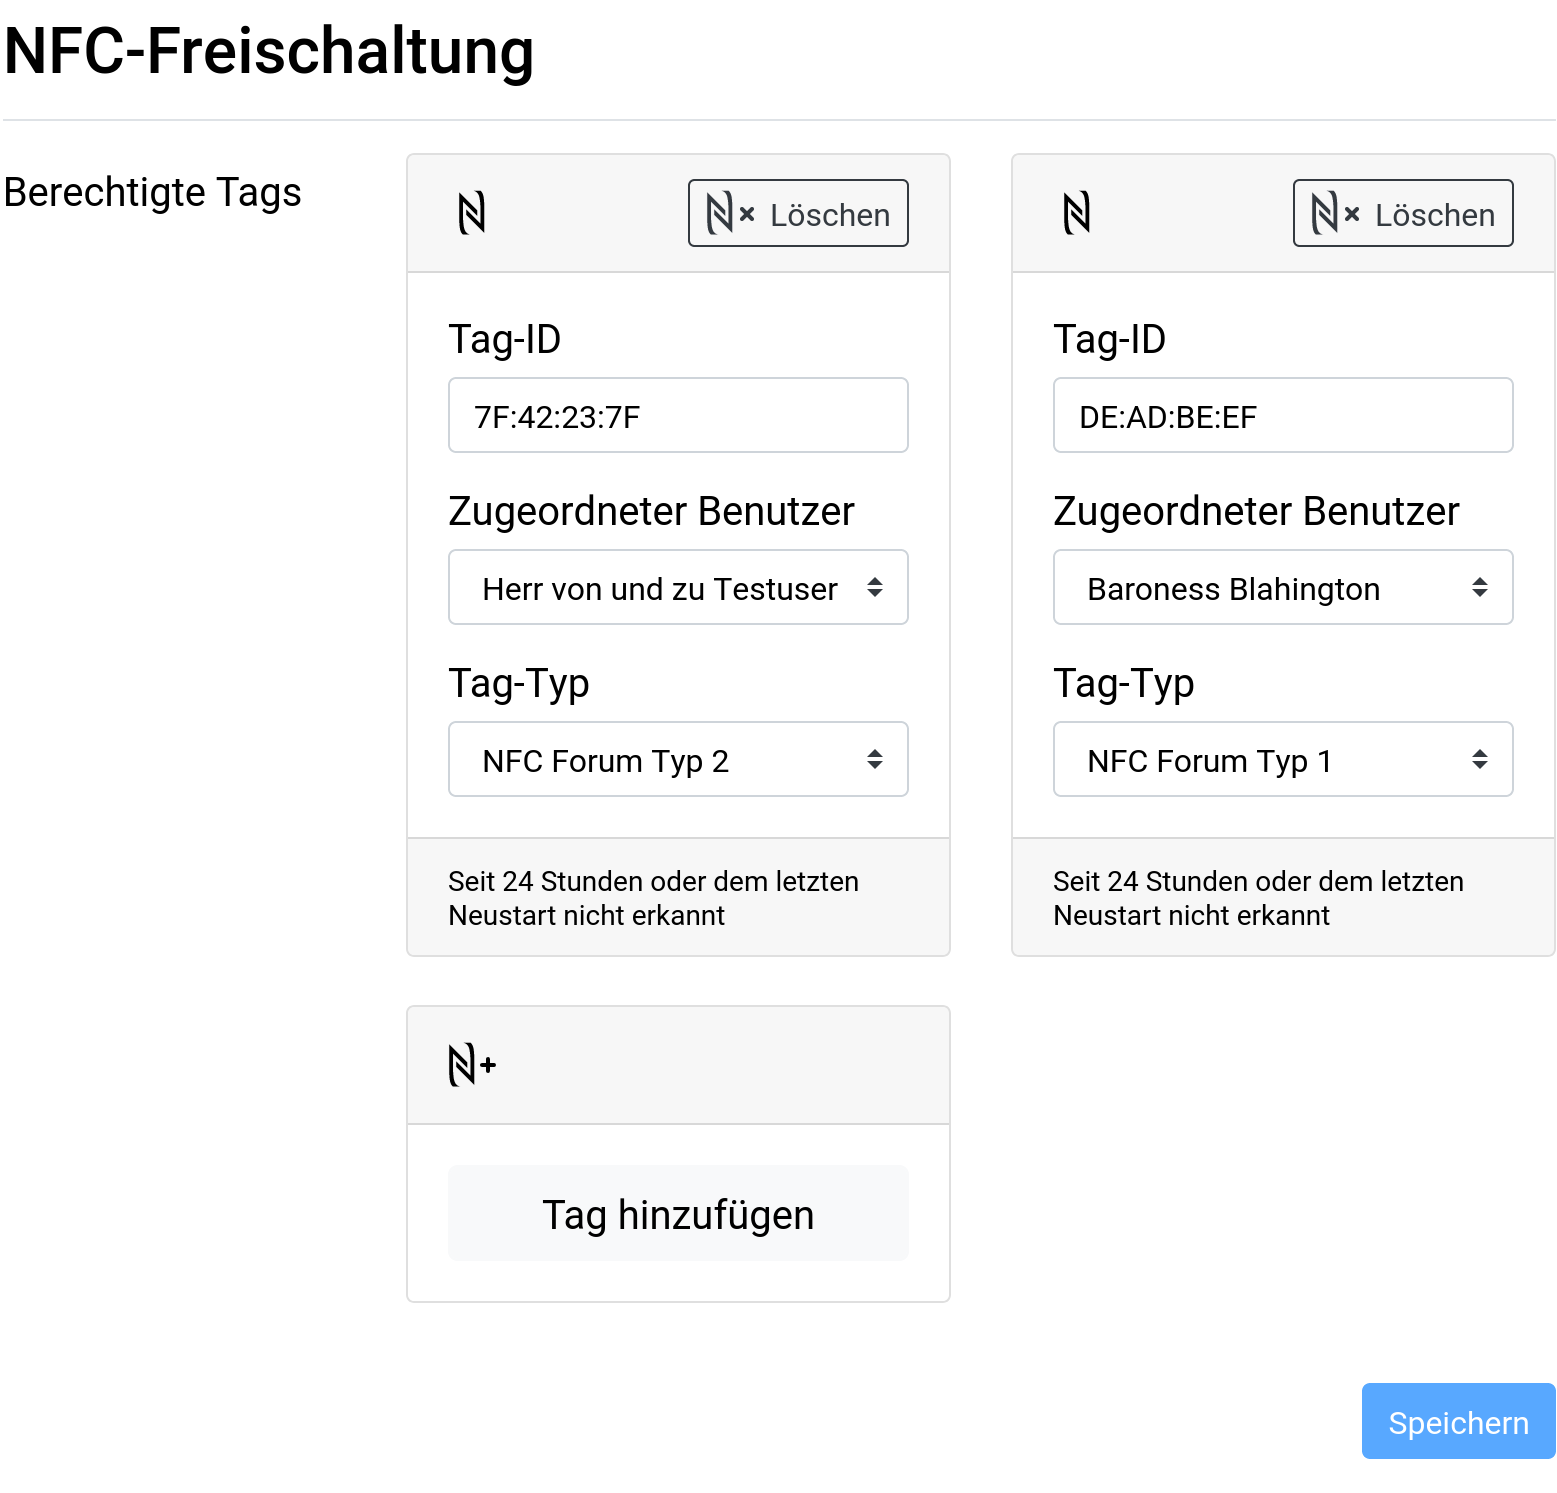 NFC-Freischaltung
Berechtigte Tags
Löschen
Tag-ID
7F:42:23:7F
Zugeordneter Benutzer
Herr von und zu Testuser
Tag-Typ
NFC Forum Typ 2
Seit 24 Stunden oder dem letzten
Neustart nicht erkannt
Löschen
Tag-ID
DE:AD:BE:EF
Zugeordneter Benutzer
Baroness Blahington
Tag-Typ
NFC Forum Typ 1
Seit 24 Stunden oder dem letzten
Neustart nicht erkannt
Tag hinzufügen
Speichern